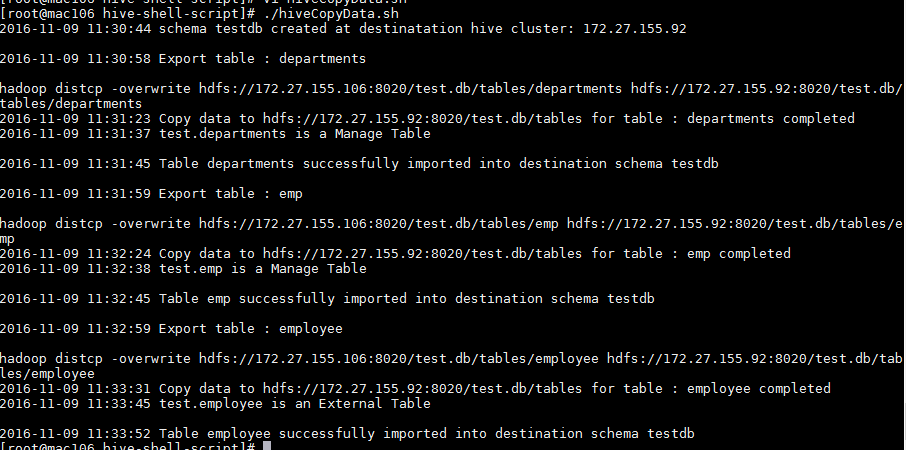 [root@mac106 hive-shell-script]# vi hiveCopyData.sh
[root@mac106 hive-shell-script]# ./hiveCopyData.sh
2016-11-09 11:30:44 schema testdb created at destinatation hive cluster: 172.27.155.92
2016-11-09 11:30:58 Export table : departments
hadoop distcp -overwrite hdfs://172.27.155.106:8020/test.db/tables/departments hdfs://172.27.155.92:8020/test.db/
tables/departments
2016-11-09 11:31:23 Copy data to hdfs://172.27.155.92:8020/test.db/tables for table : departments completed
2016-11-09 11:31:37 test.departments is a Manage Table
2016-11-09 11:31:45 Table departments successfully imported into destination schema testdb
2016-11-09 11:31:59 Export table : emp
hadoop distcp -overwrite hdfs://172.27.155.106:8020/test.db/tables/emp hdfs://172.27.155.92:8020/test.db/tables/e
mp
2016-11-09 11:32:24 Copy data to hdfs://172.27.155.92:8020/test.db/tables for table : emp completed
2016-11-09 11:32:38 test.emp is a Manage Table
2016-11-09 11:32:45 Table emp successfully imported into destination schema testdb
2016-11-09 11:32:59 Export table : employee
hadoop distcp -overwrite hdfs://172.27.155.106:8020/test.db/tables/employee hdfs://172.27.155.92:8020/test.db/tab
les/employee
2016-11-09 11:33:31 Copy data to hdfs://172.27.155.92:8020/test.db/tables for table : employee completed
2016-11-09 11:33:45 test.employee is an External Table
2016-11-09 11:33:52 Table employee successfully imported into destination schema testdb
[root@mac106 hive-shell-script]#